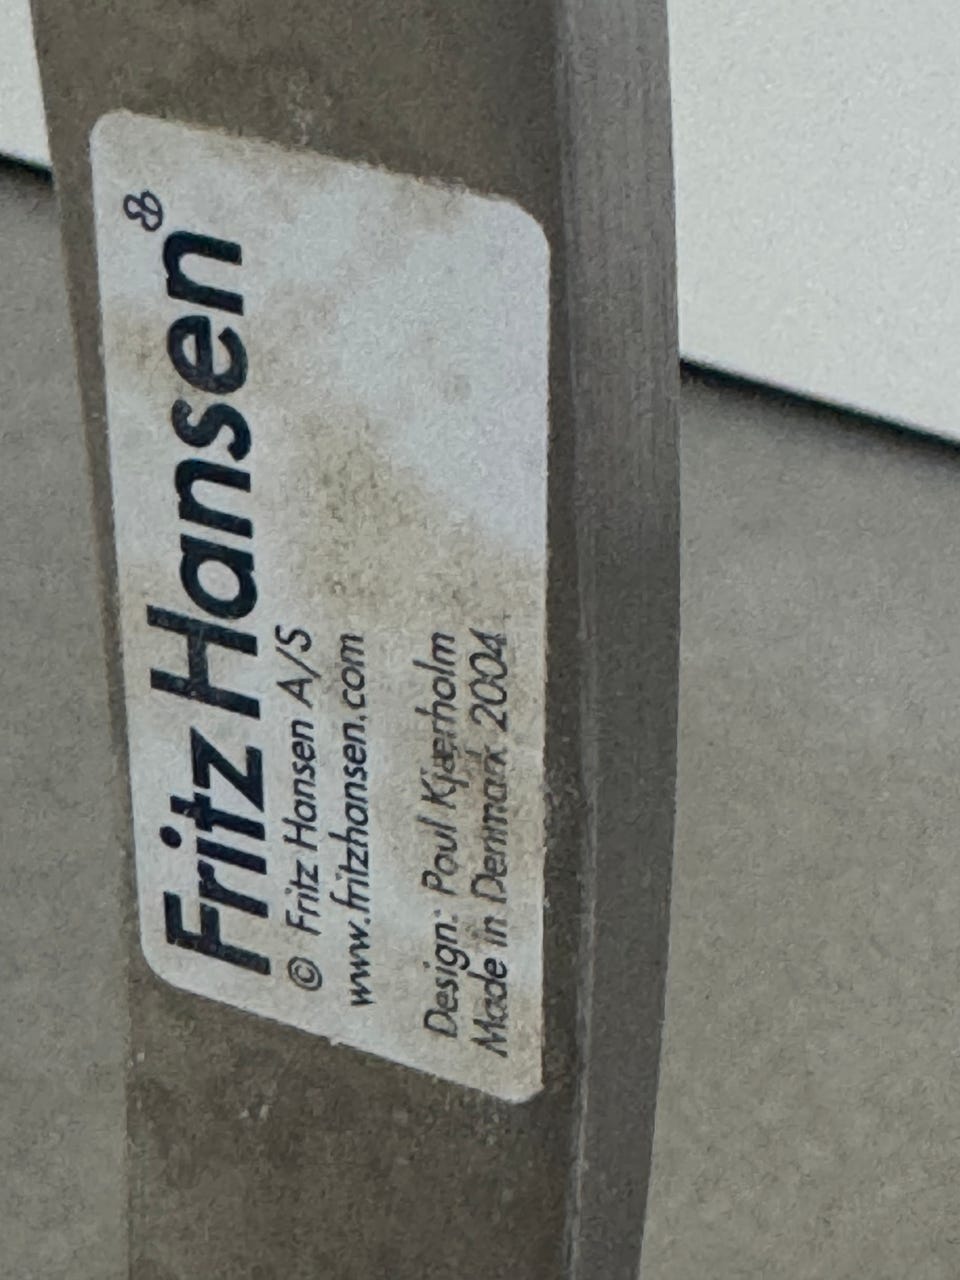 Fritz Hansen
© Fritz Hansen A/S
www.fritzhansen.com
Design: Poul Kjærholm
Made in Denmark 2004